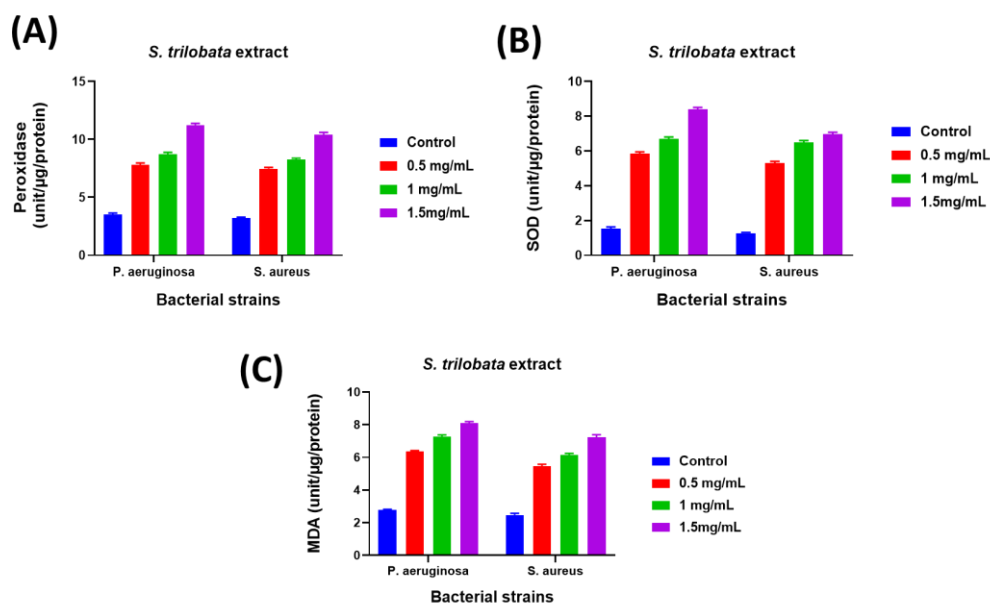 (A)
S. trilobata extract
Peroxidase
(unit/µg/protein)
15
10
5
0
P. aeruginosa S. aureus
Bacterial strains
Control
0.5 mg/mL
1 mg/mL
1.5mg/mL
(B)
S. trilobata extract
SOD (unit/µg/protein)
10
8
6
4
2
0
P. aeruginosa S. aureus
Bacterial strains
Control
0.5 mg/mL
1 mg/mL
1.5mg/mL
(C)
S. trilobata extract
MDA (unit/µg/protein)
10
8
6
4
2
0
P. aeruginosa S. aureus
Bacterial strains
Control
0.5 mg/mL
1 mg/mL
1.5mg/mL